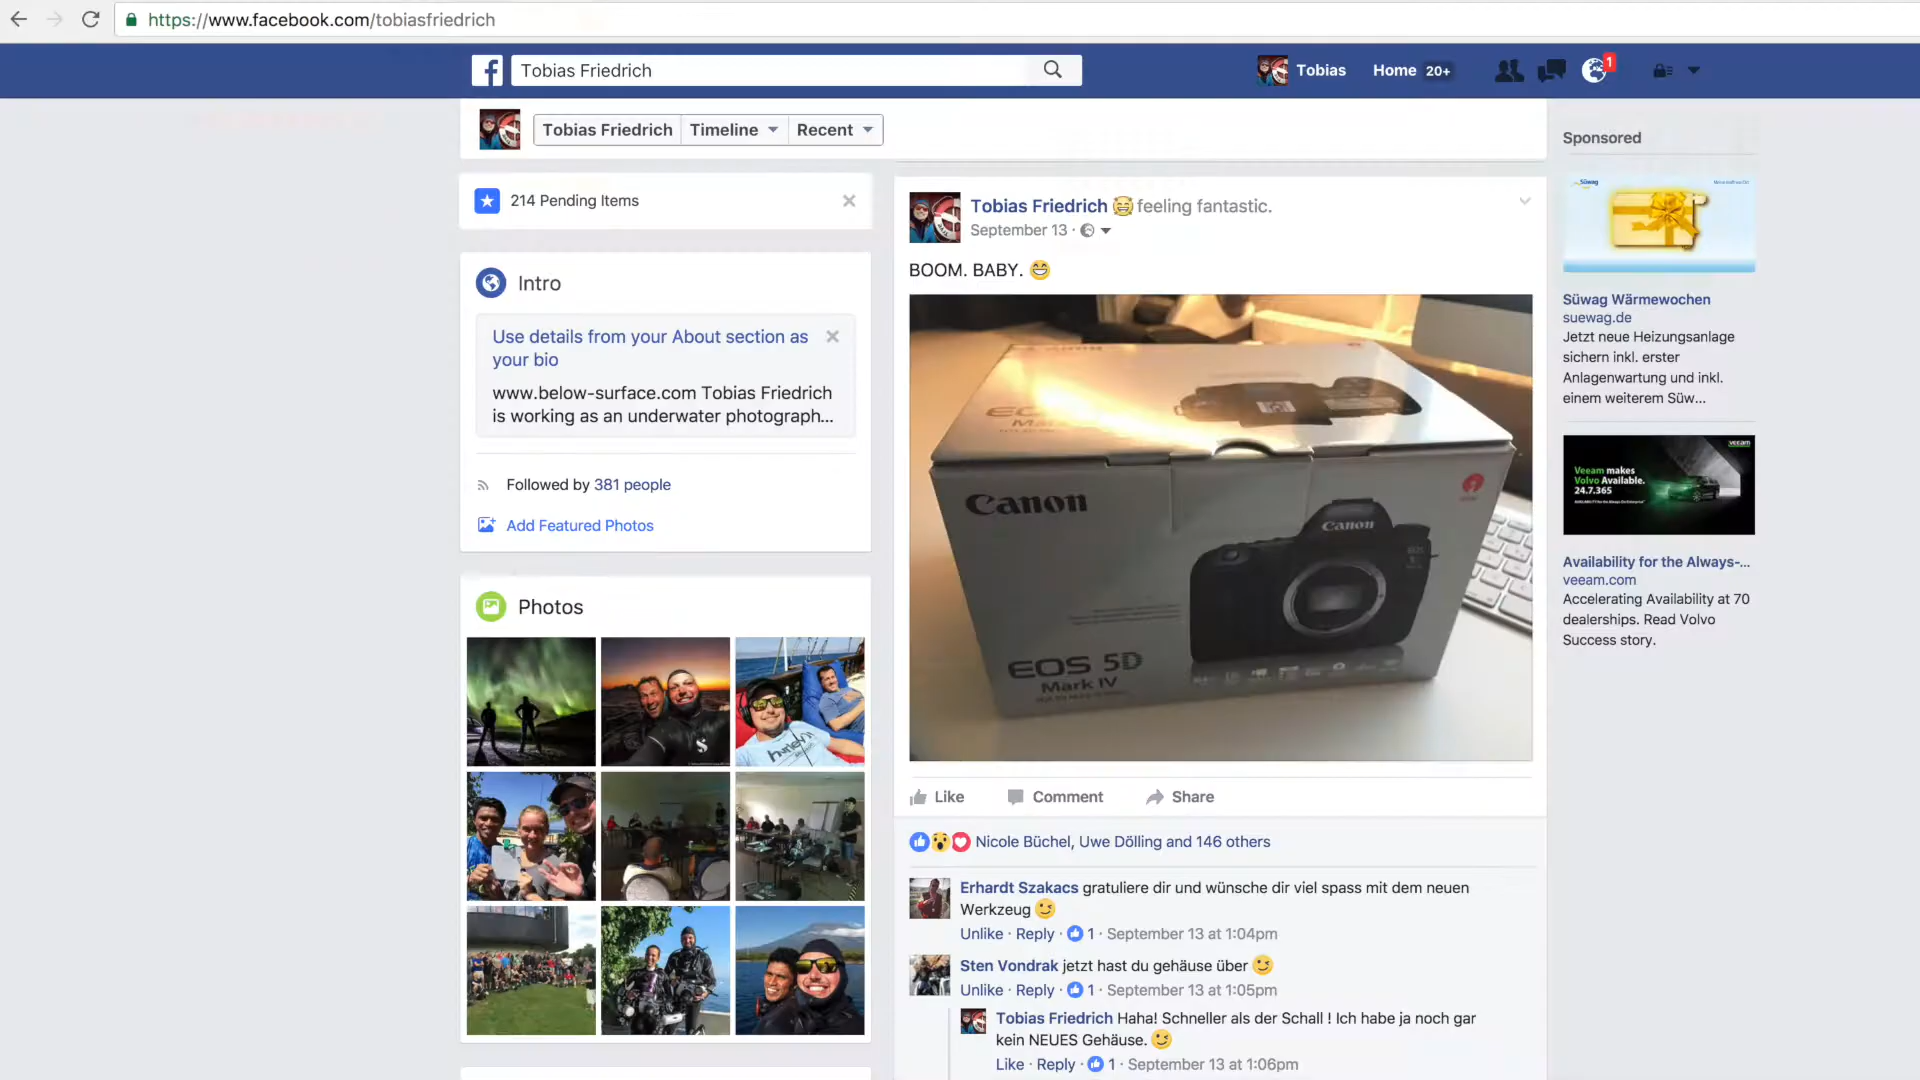 https://www.facebook.com/tobiasfriedrich
Tobias Friedrich
Tobias
Home 20+
1
Tobias Friedrich Timeline Recent
214 Pending Items
Intro
Use details from your About section as
your bio
www.below-surface.com Tobias Friedrich
is working as an underwater photograph...
Followed by 381 people
Add Featured Photos
Photos
Tobias Friedrich feeling fantastic.
September 13
BOOM. BABY.
Canon
Canon
EOS 5D
Mark IV
Like Comment Share
Nicole Büchel, Uwe Dölling and 146 others
Erhardt Szakacs gratuliere dir und wünsche dir viel spass mit dem neuen
Werkzeug
Unlike · Reply · 1 · September 13 at 1:04pm
Sten Vondrak jetzt hast du gehäuse über
Unlike · Reply · 1 · September 13 at 1:05pm
Tobias Friedrich Haha! Schneller als der Schall ! Ich habe ja noch gar
kein NEUES Gehäuse.
Like · Reply · 1 · September 13 at 1:06pm
Sponsored
Süwag
Süwag Wärmewochen
suewag.de
Jetzt neue Heizungsanlage
sichern inkl. erster
Anlagenwartung und inkl.
einem weiterem Süw...
veeam
Veeam makes
Volvo Available.
24.7.365
Availability for the Always-...
veeam.com
Accelerating Availability at 70
dealerships. Read Volvo
Success story.